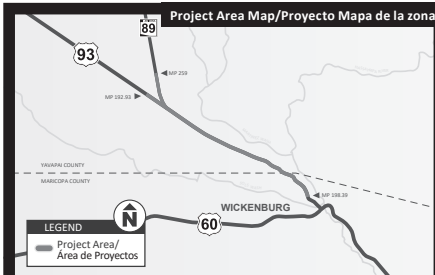 Project Area Map/Proyecto Mapa de la zona
89
93
MP 259
MP 192.93
YAVAPAI COUNTY
MARICOPA COUNTY
MP 198.39
WICKENBURG
N
60
LEGEND
Project Area/
Área de Proyectos